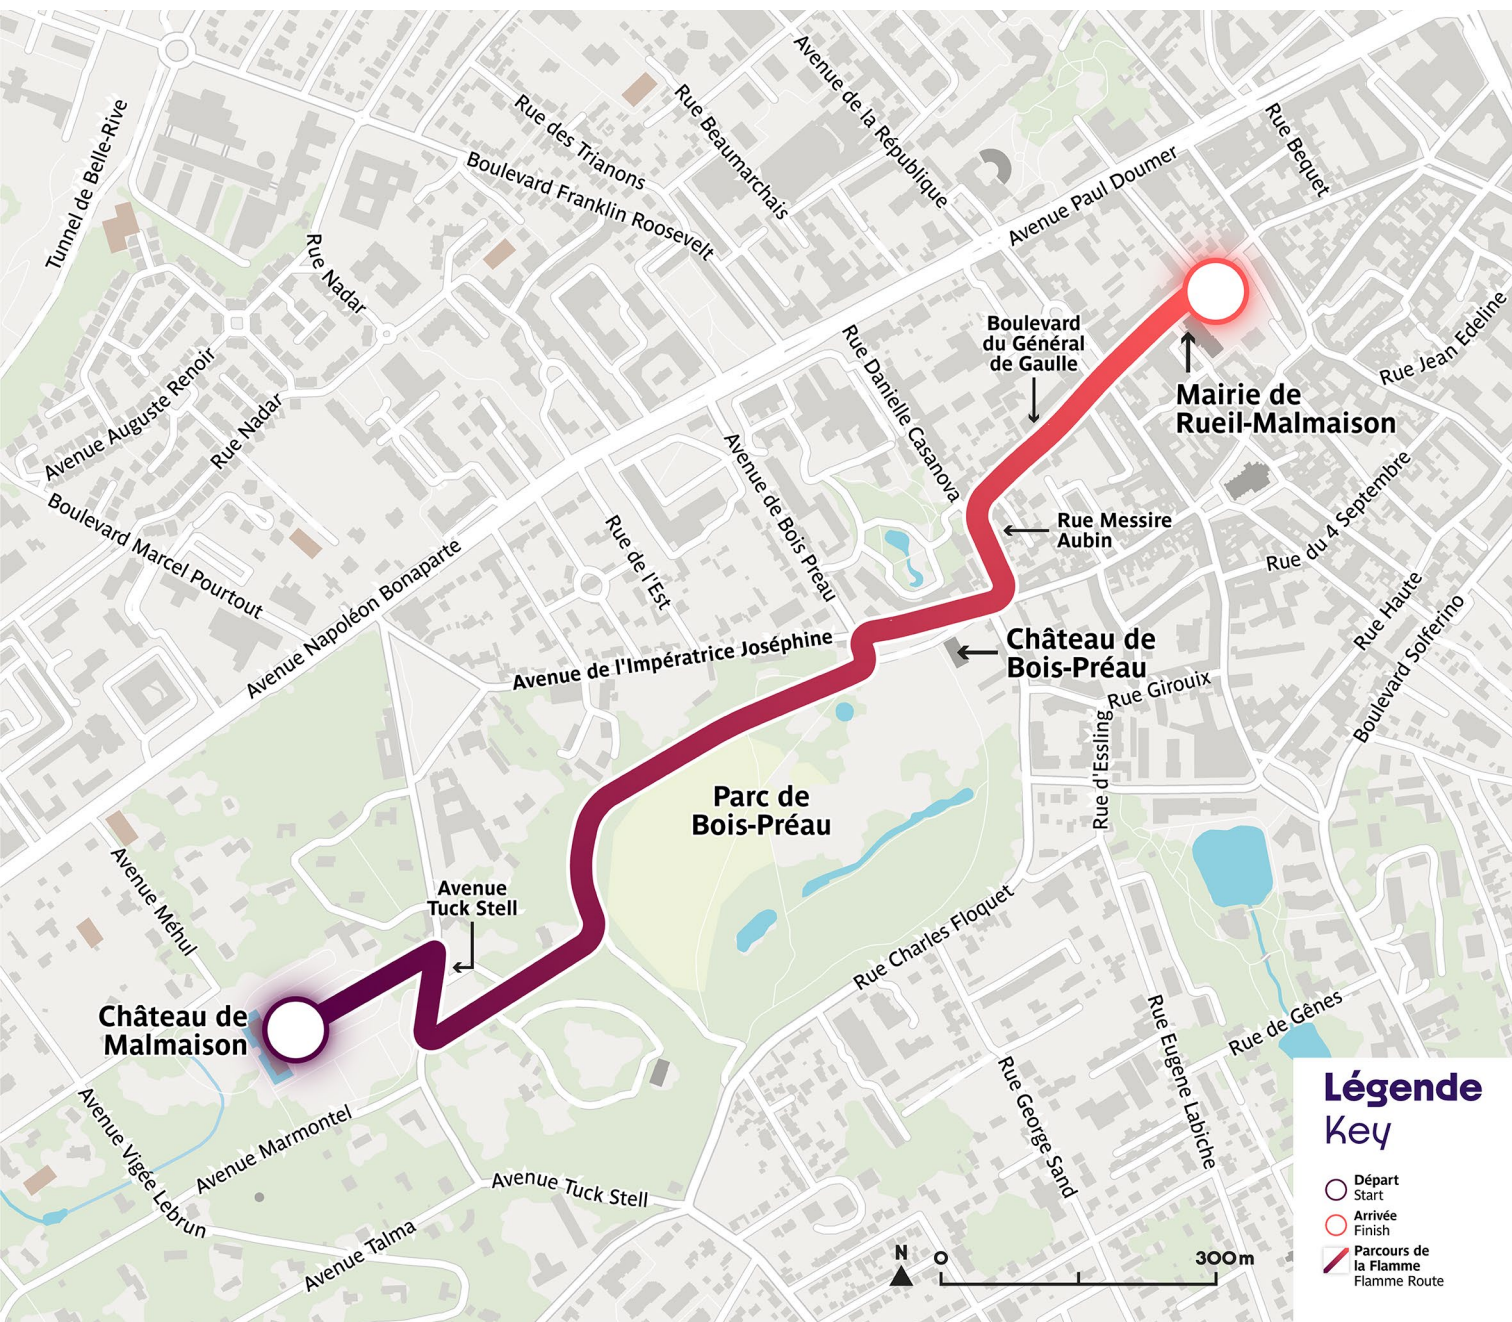 Tunnel de Belle-Rive
Rue des Trianons
Rue Beaumarchais
Avenue de la République
Rue Bequet
Boulevard Franklin Roosevelt
Avenue Paul Doumer
Rue Nadar
Boulevard
du Général
de Gaulle
Rue Jean Edeline
Avenue Auguste Renoir
Rue Nadar
Rue Danielle Casanova
Mairie de
Rueil-Malmaison
Avenue de Bois Preau
Boulevard Marcel Pourtout
Rue de l'Est
Rue Messire
Aubin
Rue du 4 Septembre
Avenue Napoléon Bonaparte
Rue Haute
Boulevard Solferino
Avenue de l'Impératrice Joséphine
Château de
Bois-Préau
Rue Girouix
Rue d'Essling
Parc de
Bois-Préau
Avenue Méhul
Avenue
Tuck Stell
Rue Charles Floquet
Château de
Malmaison
Rue Eugene Labiche
Rue de Gênes
Rue George Sand
Avenue Vigée Lebrun
Avenue Marmontel
Avenue Tuck Stell
Avenue Talma
N
0
300m
Légende
Key
Départ
Start
Arrivée
Finish
Parcours de
la Flamme
Flamme Route